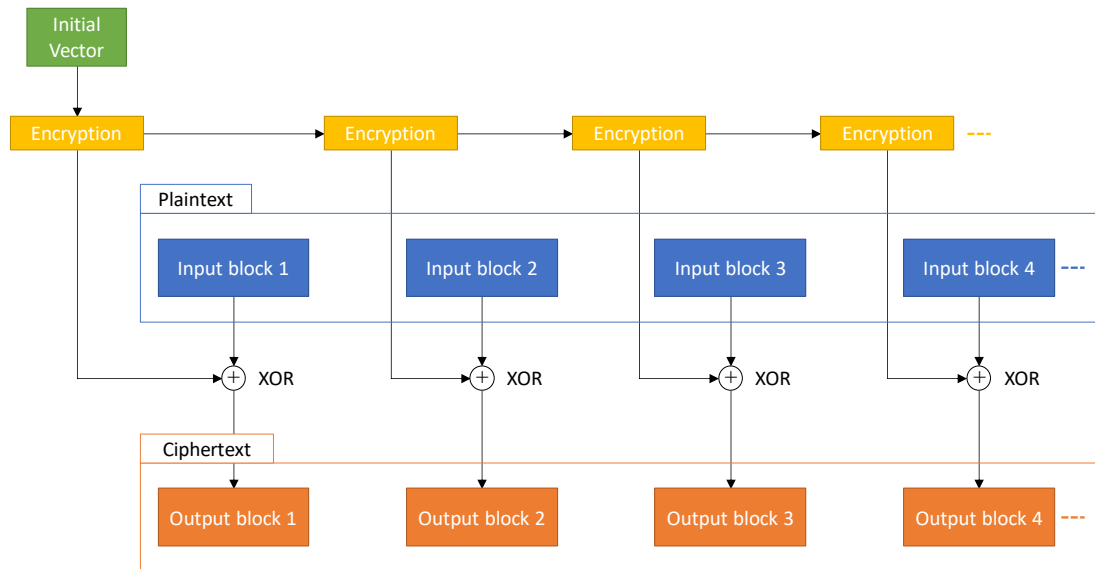 Initial
Vector
Encryption
Encryption
Encryption
Encryption
Plaintext
Input block 1
Input block 2
Input block 3
Input block 4
XOR
XOR
XOR
XOR
Ciphertext
Output block 1
Output block 2
Output block 3
Output block 4